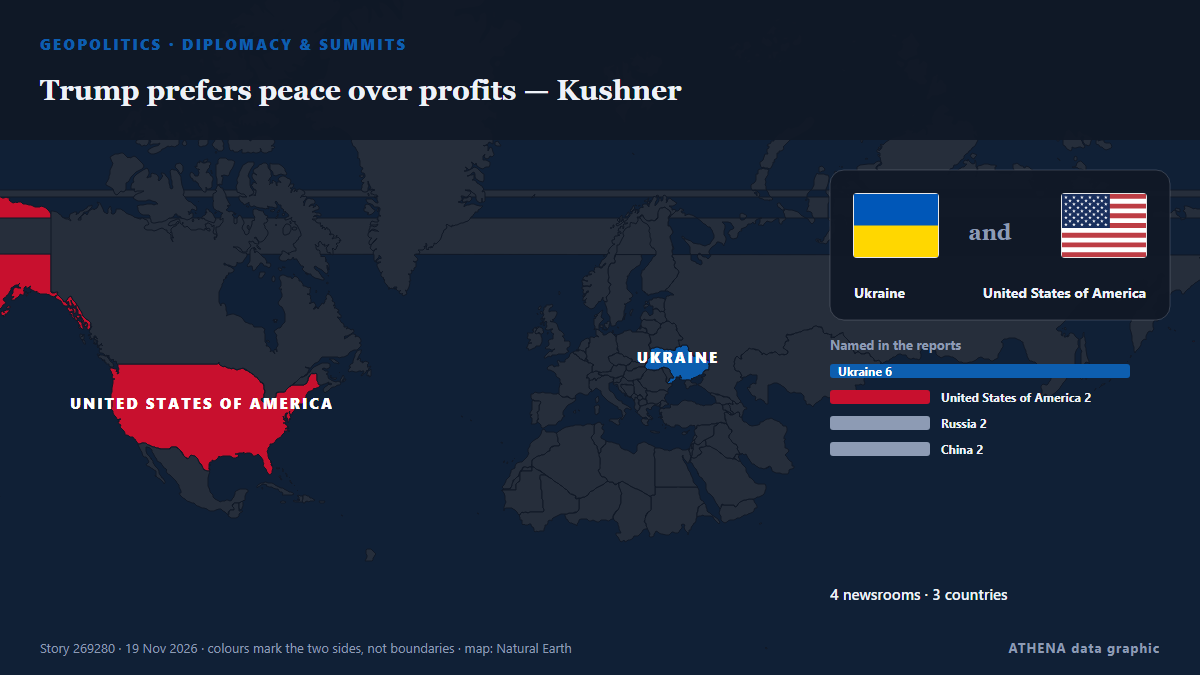 GEOPOLITICS · DIPLOMACY & SUMMITS
Trump prefers peace over profits — Kushner
and
Ukraine
United States of America
Named in the reports
Ukraine 6
United States of America 2
Russia 2
China 2
UKRAINE
UNITED STATES OF AMERICA
4 newsrooms · 3 countries
Story 269280 · 19 Nov 2026 · colours mark the two sides, not boundaries · map: Natural Earth
ATHENA data graphic